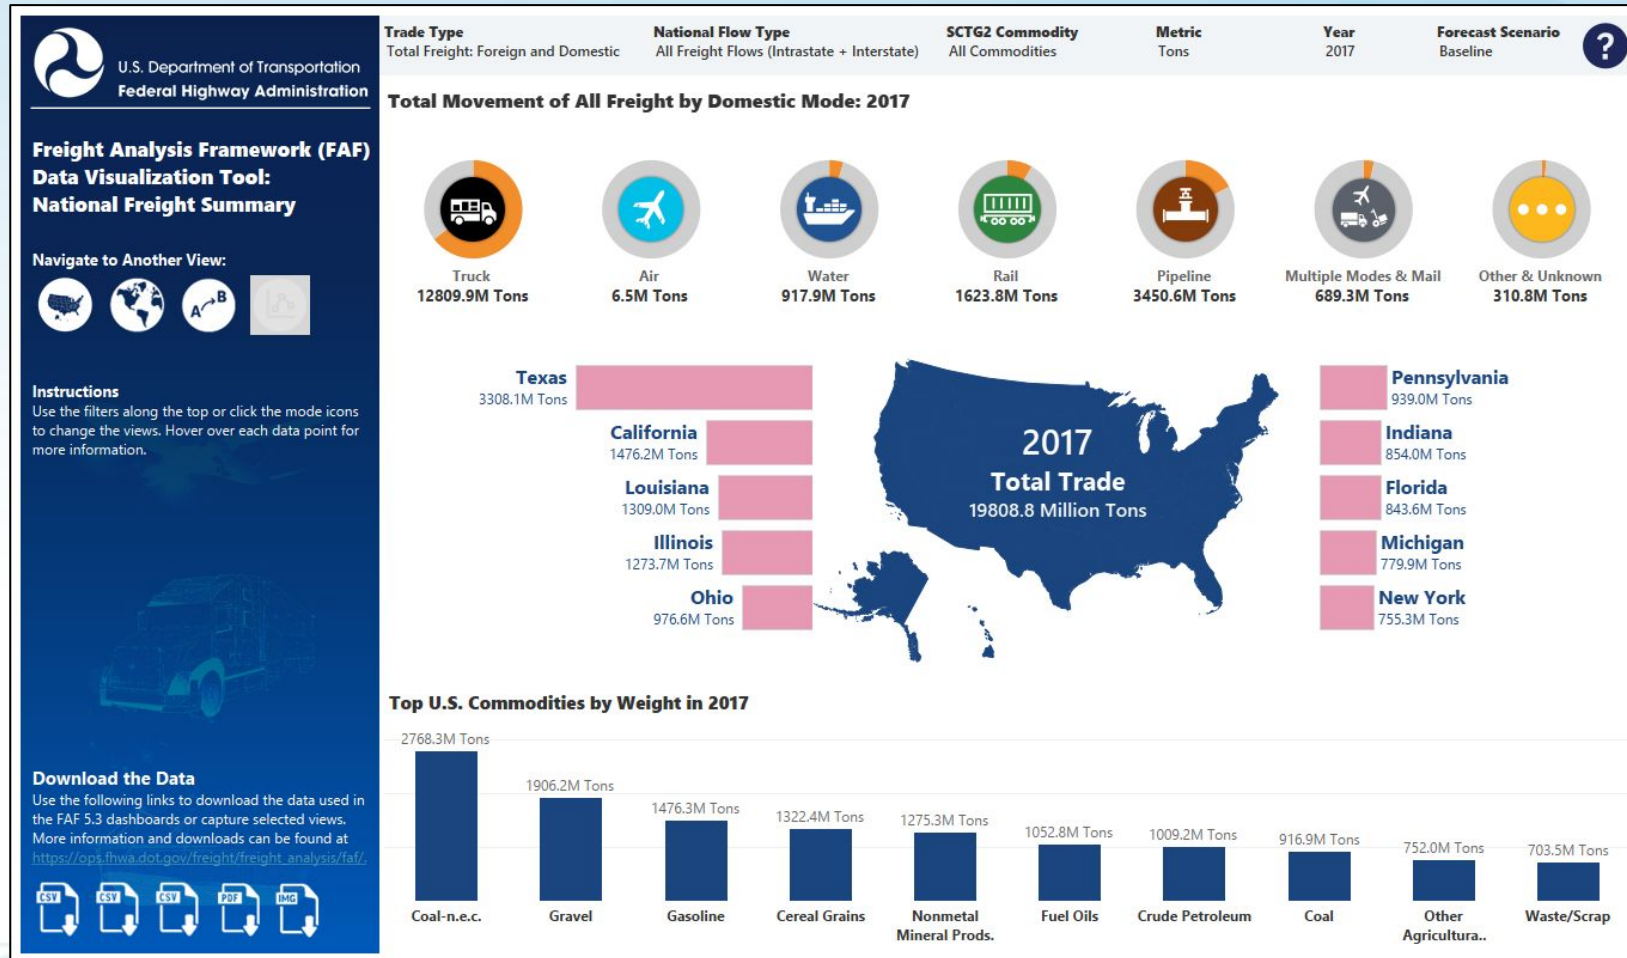 U.S. Department of Transportation
Federal Highway Administration
Freight Analysis Framework (FAF)
Data Visualization Tool:
National Freight Summary
Navigate to Another View:
A B
Instructions
Use the filters along the top or click the mode icons
to change the views. Hover over each data point for
more information.
Download the Data
Use the following links to download the data used in
the FAF 5.3 dashboards or capture selected views.
More information and downloads can be found at
https://ops.fhwa.dot.gov/freight/freight_analysis/faf/.
CSV CSV CSV PDF IMG
Trade Type National Flow Type SCTG2 Commodity Metric Year Forecast Scenario
Total Freight: Foreign and Domestic All Freight Flows (Intrastate + Interstate) All Commodities Tons 2017 Baseline
?
Total Movement of All Freight by Domestic Mode: 2017
Truck Air Water Rail Pipeline Multiple Modes & Mail Other & Unknown
12809.9M Tons 6.5M Tons 917.9M Tons 1623.8M Tons 3450.6M Tons 689.3M Tons 310.8M Tons
Texas
3308.1M Tons
California
1476.2M Tons
Louisiana
1309.0M Tons
Illinois
1273.7M Tons
Ohio
976.6M Tons
2017
Total Trade
19808.8 Million Tons
Pennsylvania
939.0M Tons
Indiana
854.0M Tons
Florida
843.6M Tons
Michigan
779.9M Tons
New York
755.3M Tons
Top U.S. Commodities by Weight in 2017
2768.3M Tons 1906.2M Tons 1476.3M Tons 1322.4M Tons 1275.3M Tons 1052.8M Tons 1009.2M Tons 916.9M Tons 752.0M Tons 703.5M Tons
Coal-n.e.c. Gravel Gasoline Cereal Grains Nonmetal Fuel Oils Crude Petroleum Coal Other Waste/Scrap
Mineral Prods. Agricultura..